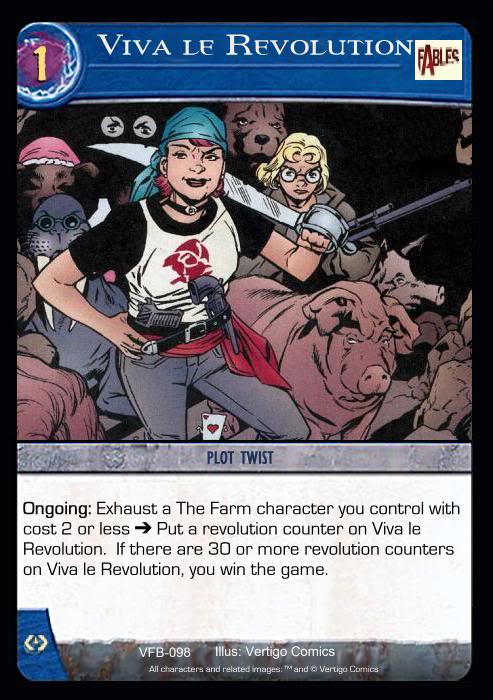 1
VIVA LE REVOLUTION
FABLES
PLOT TWIST
Ongoing: Exhaust a The Farm character you control with
cost 2 or less ➔ Put a revolution counter on Viva le
Revolution. If there are 30 or more revolution counters
on Viva le Revolution, you win the game.
VFB-098 Illus: Vertigo Comics
All characters and related images: ™ and © Vertigo Comics